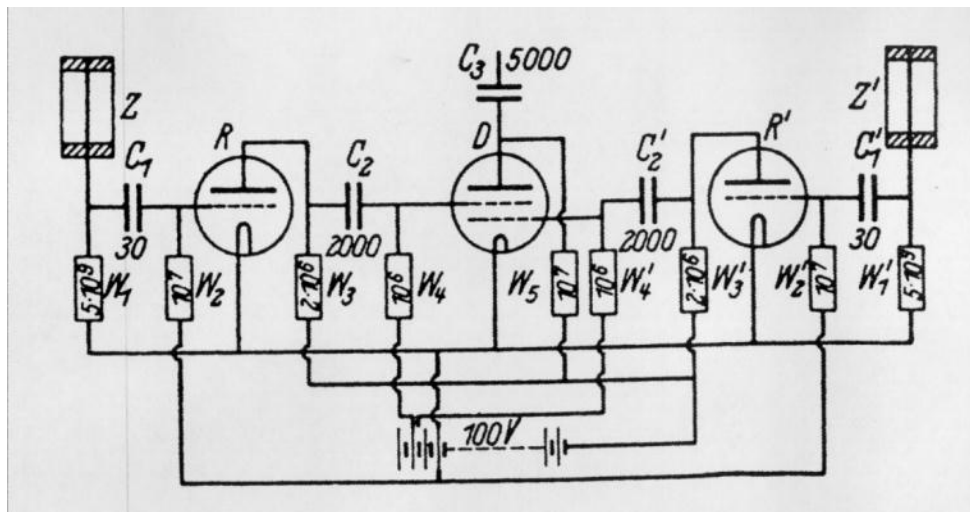 C₃ 5000
Z
Z'
R
D
R'
C₁
C₂
C₂'
C₁'
30
2000
2000
30
5·10⁹
W₁
10⁷
W₂
2·10⁶
W₃
10⁶
W₄
W₅
10⁷
10⁶
W₄'
2·10⁶
W₃'
W₂'
10⁷
W₁'
5·10⁹
100V